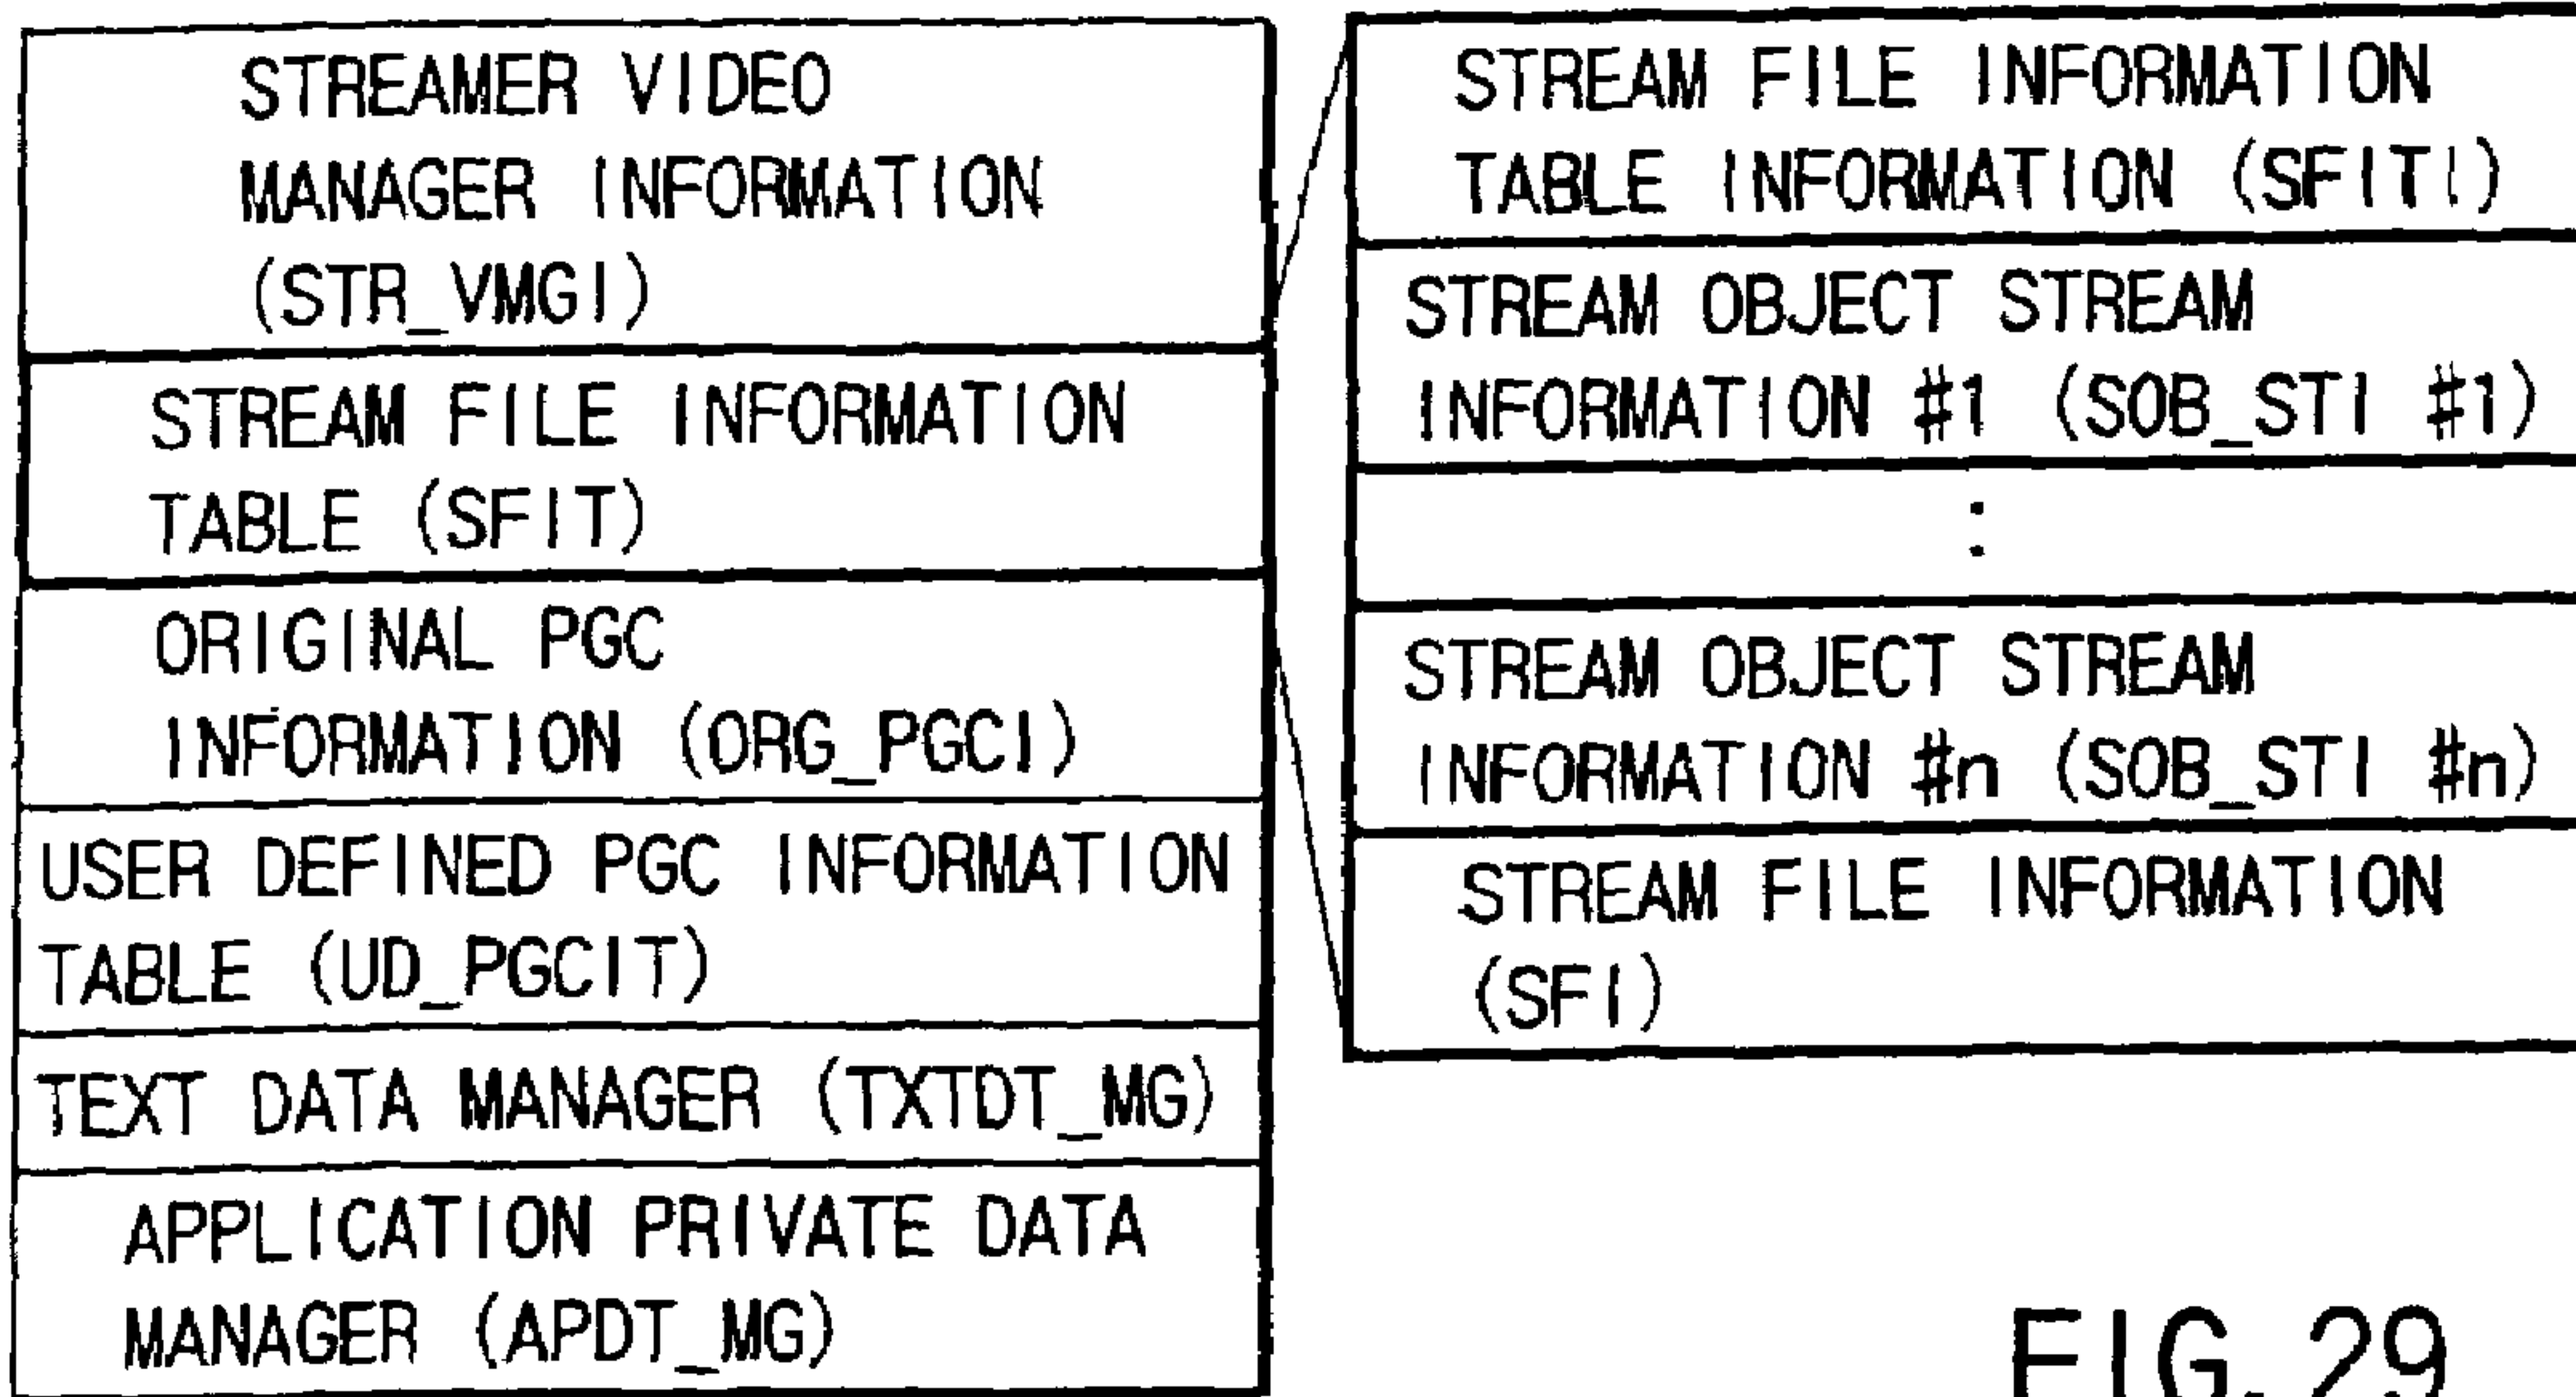 STREAMER VIDEO
MANAGER INFORMATION
(STR_VMGI)
STREAM FILE INFORMATION
TABLE (SFIT)
ORIGINAL PGC
INFORMATION (ORG_PGCI)
USER DEFINED PGC INFORMATION
TABLE (UD_PGCIT)
TEXT DATA MANAGER (TXTDT_MG)
APPLICATION PRIVATE DATA
MANAGER (APDT_MG)
STREAM FILE INFORMATION
TABLE INFORMATION (SFITI)
STREAM OBJECT STREAM
INFORMATION #1 (SOB_STI #1)
:
STREAM OBJECT STREAM
INFORMATION #n (SOB_STI #n)
STREAM FILE INFORMATION
(SFI)
FIG. 29